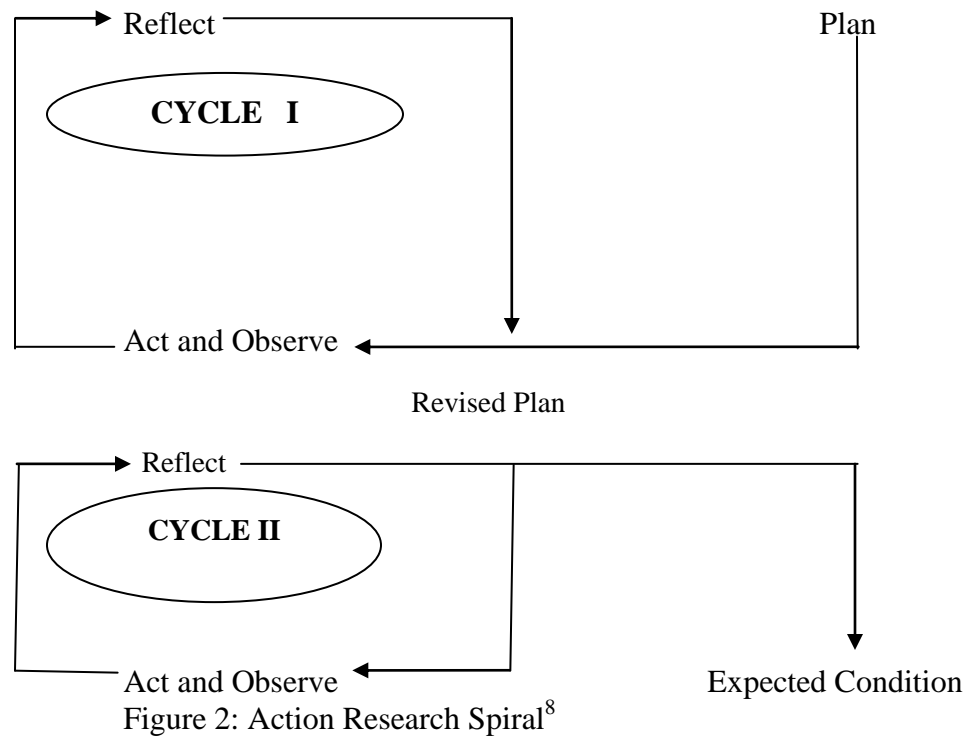 Reflect
Plan
CYCLE I
Act and Observe
Revised Plan
Reflect
CYCLE II
Act and Observe
Expected Condition
Figure 2: Action Research Spiral⁸